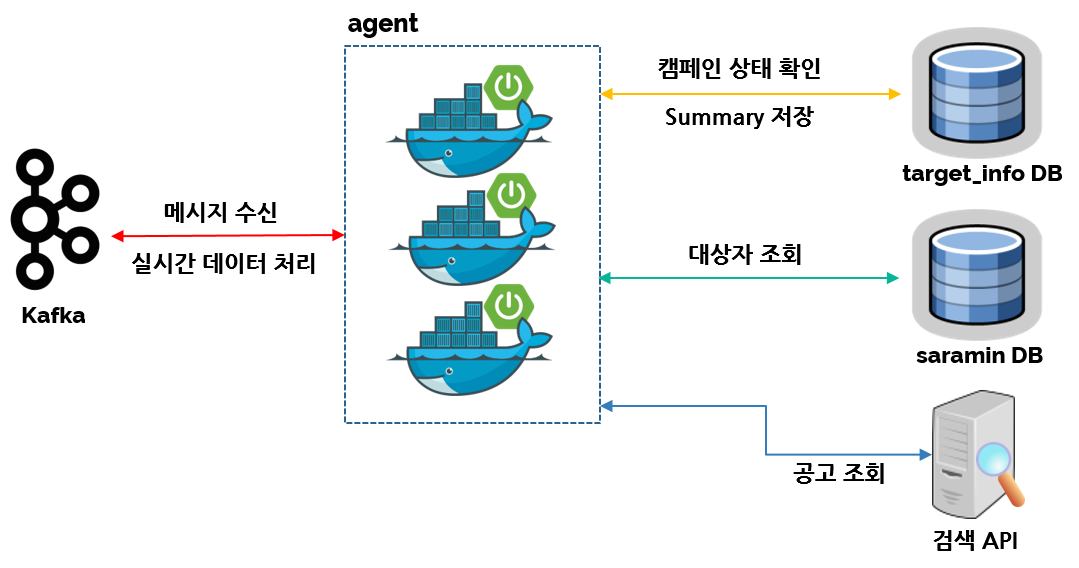 agent
캠페인 상태 확인
Summary 저장
target_info DB
메시지 수신
실시간 데이터 처리
Kafka
대상자 조회
saramin DB
공고 조회
검색 API